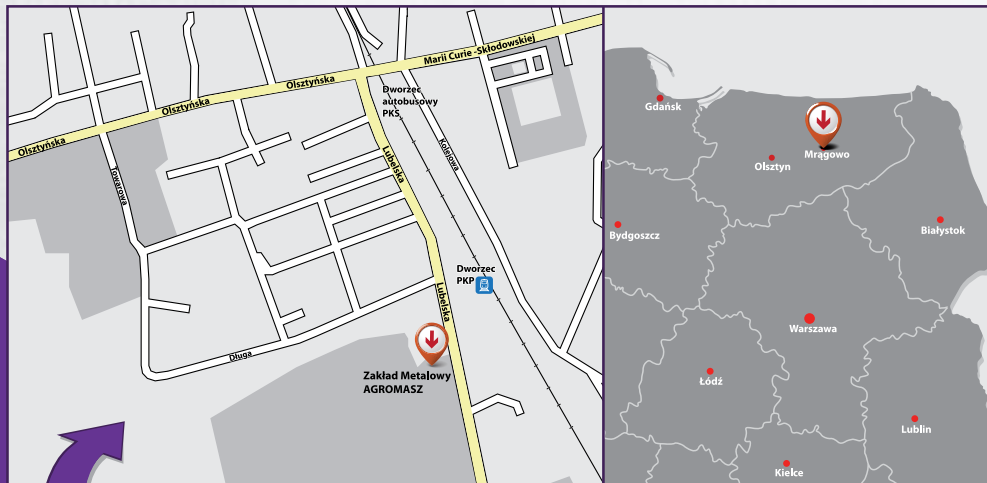 Marii Curie -Skłodowskiej
Olsztyńska
Olsztyńska
Olsztyńska
Dworzec
autobusowy
PKS
Kolejowa
Lubelska
Towarowa
Dworzec
PKP
Lubelska
Długa
Zakład Metalowy
AGROMASZ
Gdańsk
Mrągowo
Olsztyn
Bydgoszcz
Białystok
Warszawa
Łódź
Lublin
Kielce